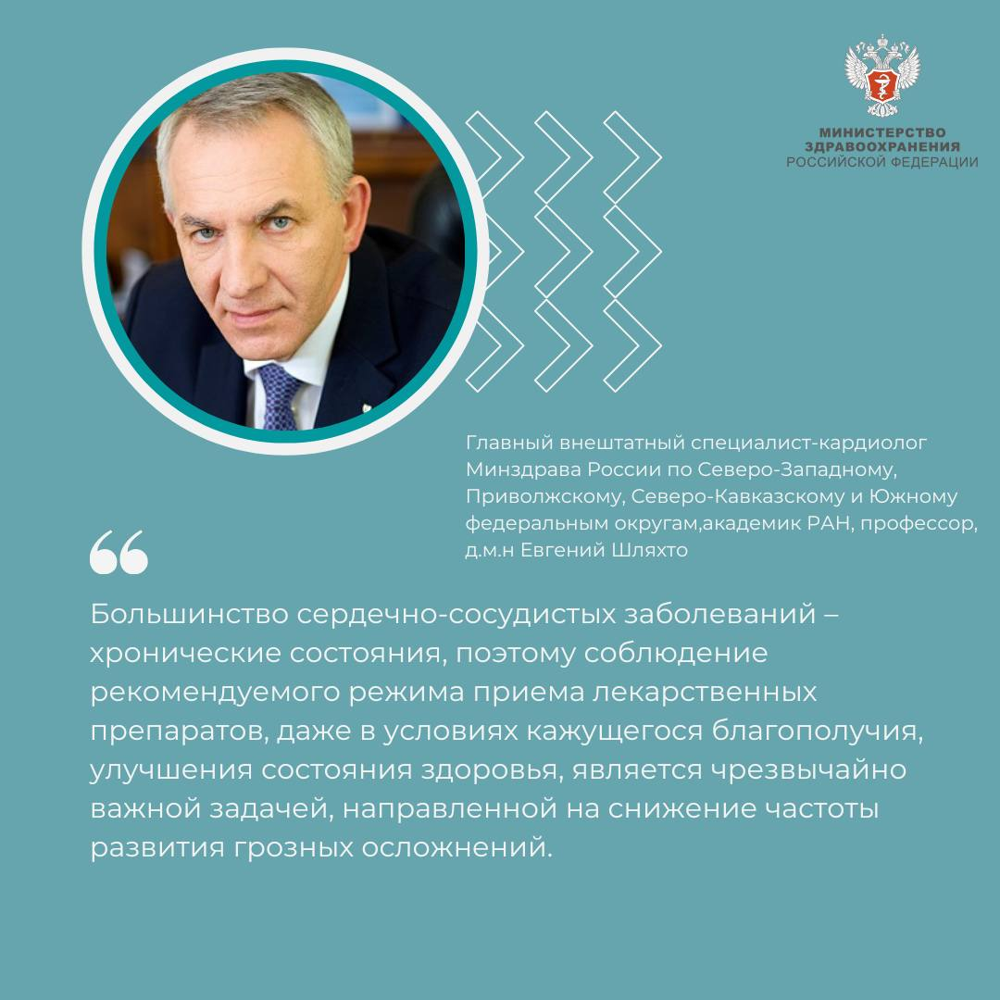 МИНИСТЕРСТВО
ЗДРАВООХРАНЕНИЯ
РОССИЙСКОЙ ФЕДЕРАЦИИ
Главный внештатный специалист-кардиолог
Минздрава России по Северо-Западному,
Приволжскому, Северо-Кавказскому и Южному
федеральным округам,академик РАН, профессор,
д.м.н Евгений Шляхто
Большинство сердечно-сосудистых заболеваний –
хронические состояния, поэтому соблюдение
рекомендуемого режима приема лекарственных
препаратов, даже в условиях кажущегося благополучия,
улучшения состояния здоровья, является чрезвычайно
важной задачей, направленной на снижение частоты
развития грозных осложнений.